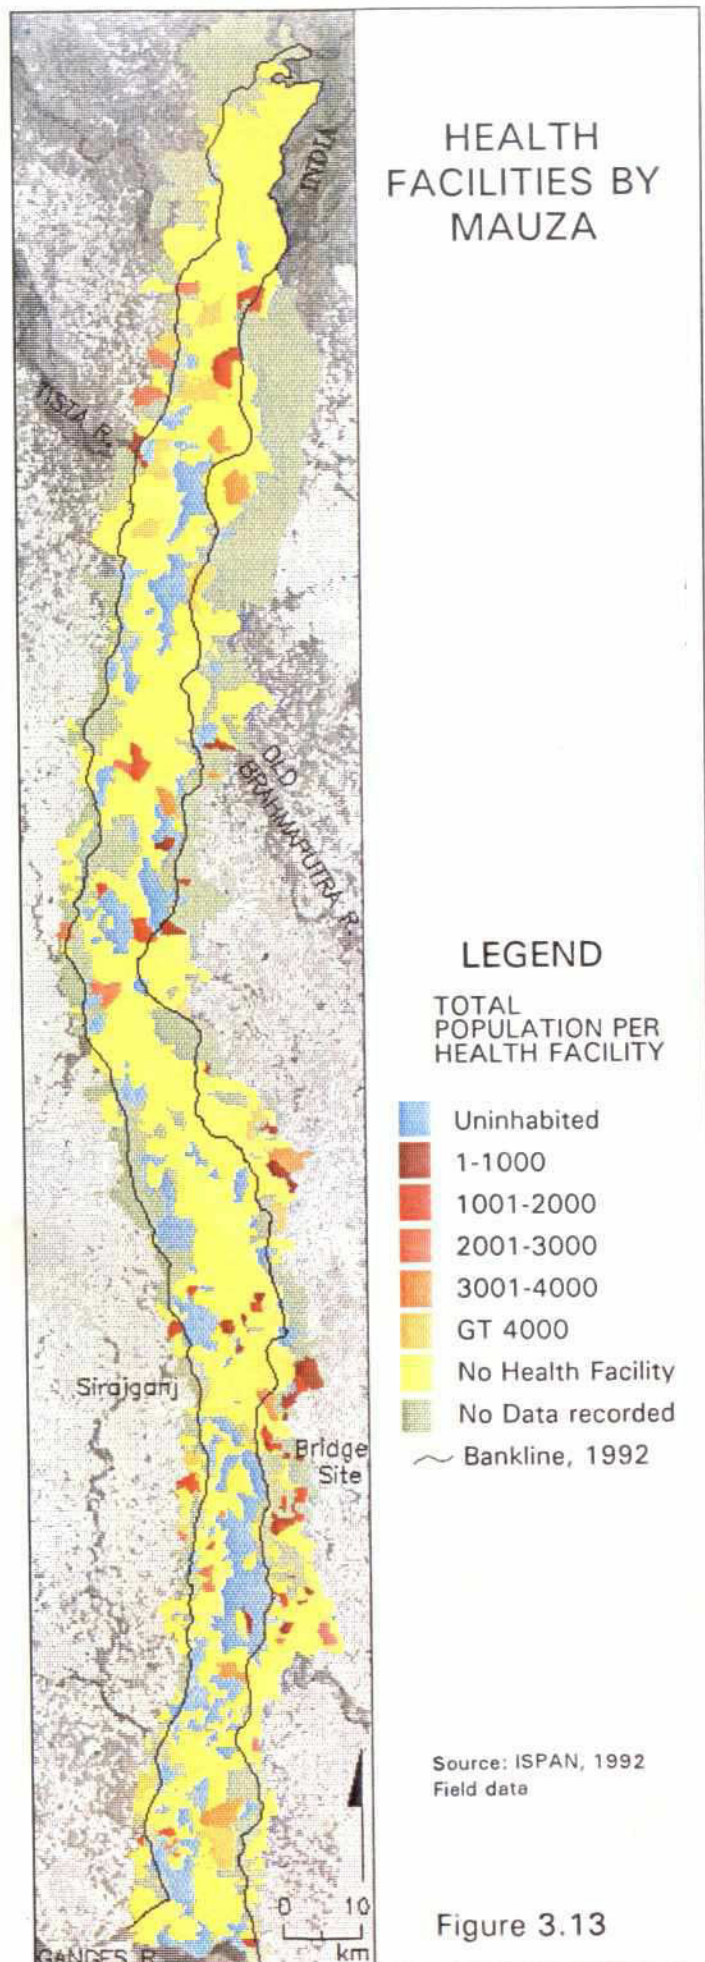 HEALTH
FACILITIES BY
MAUZA
INDIA
TISTA R.
OLD
BRAHMAPUTRA R.
LEGEND
TOTAL
POPULATION PER
HEALTH FACILITY
Uninhabited
1-1000
1001-2000
2001-3000
3001-4000
GT 4000
No Health Facility
No Data recorded
Bankline, 1992
Sirajganj
Bridge
Site
Source: ISPAN, 1992
Field data
0 10
km
Figure 3.13
GANGES R.